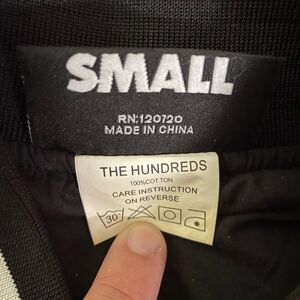 SMALL
RN:120720
MADE IN CHINA
THE HUNDREDS
100%COTTON
CARE INSTRUCTION
ON REVERSE
30°